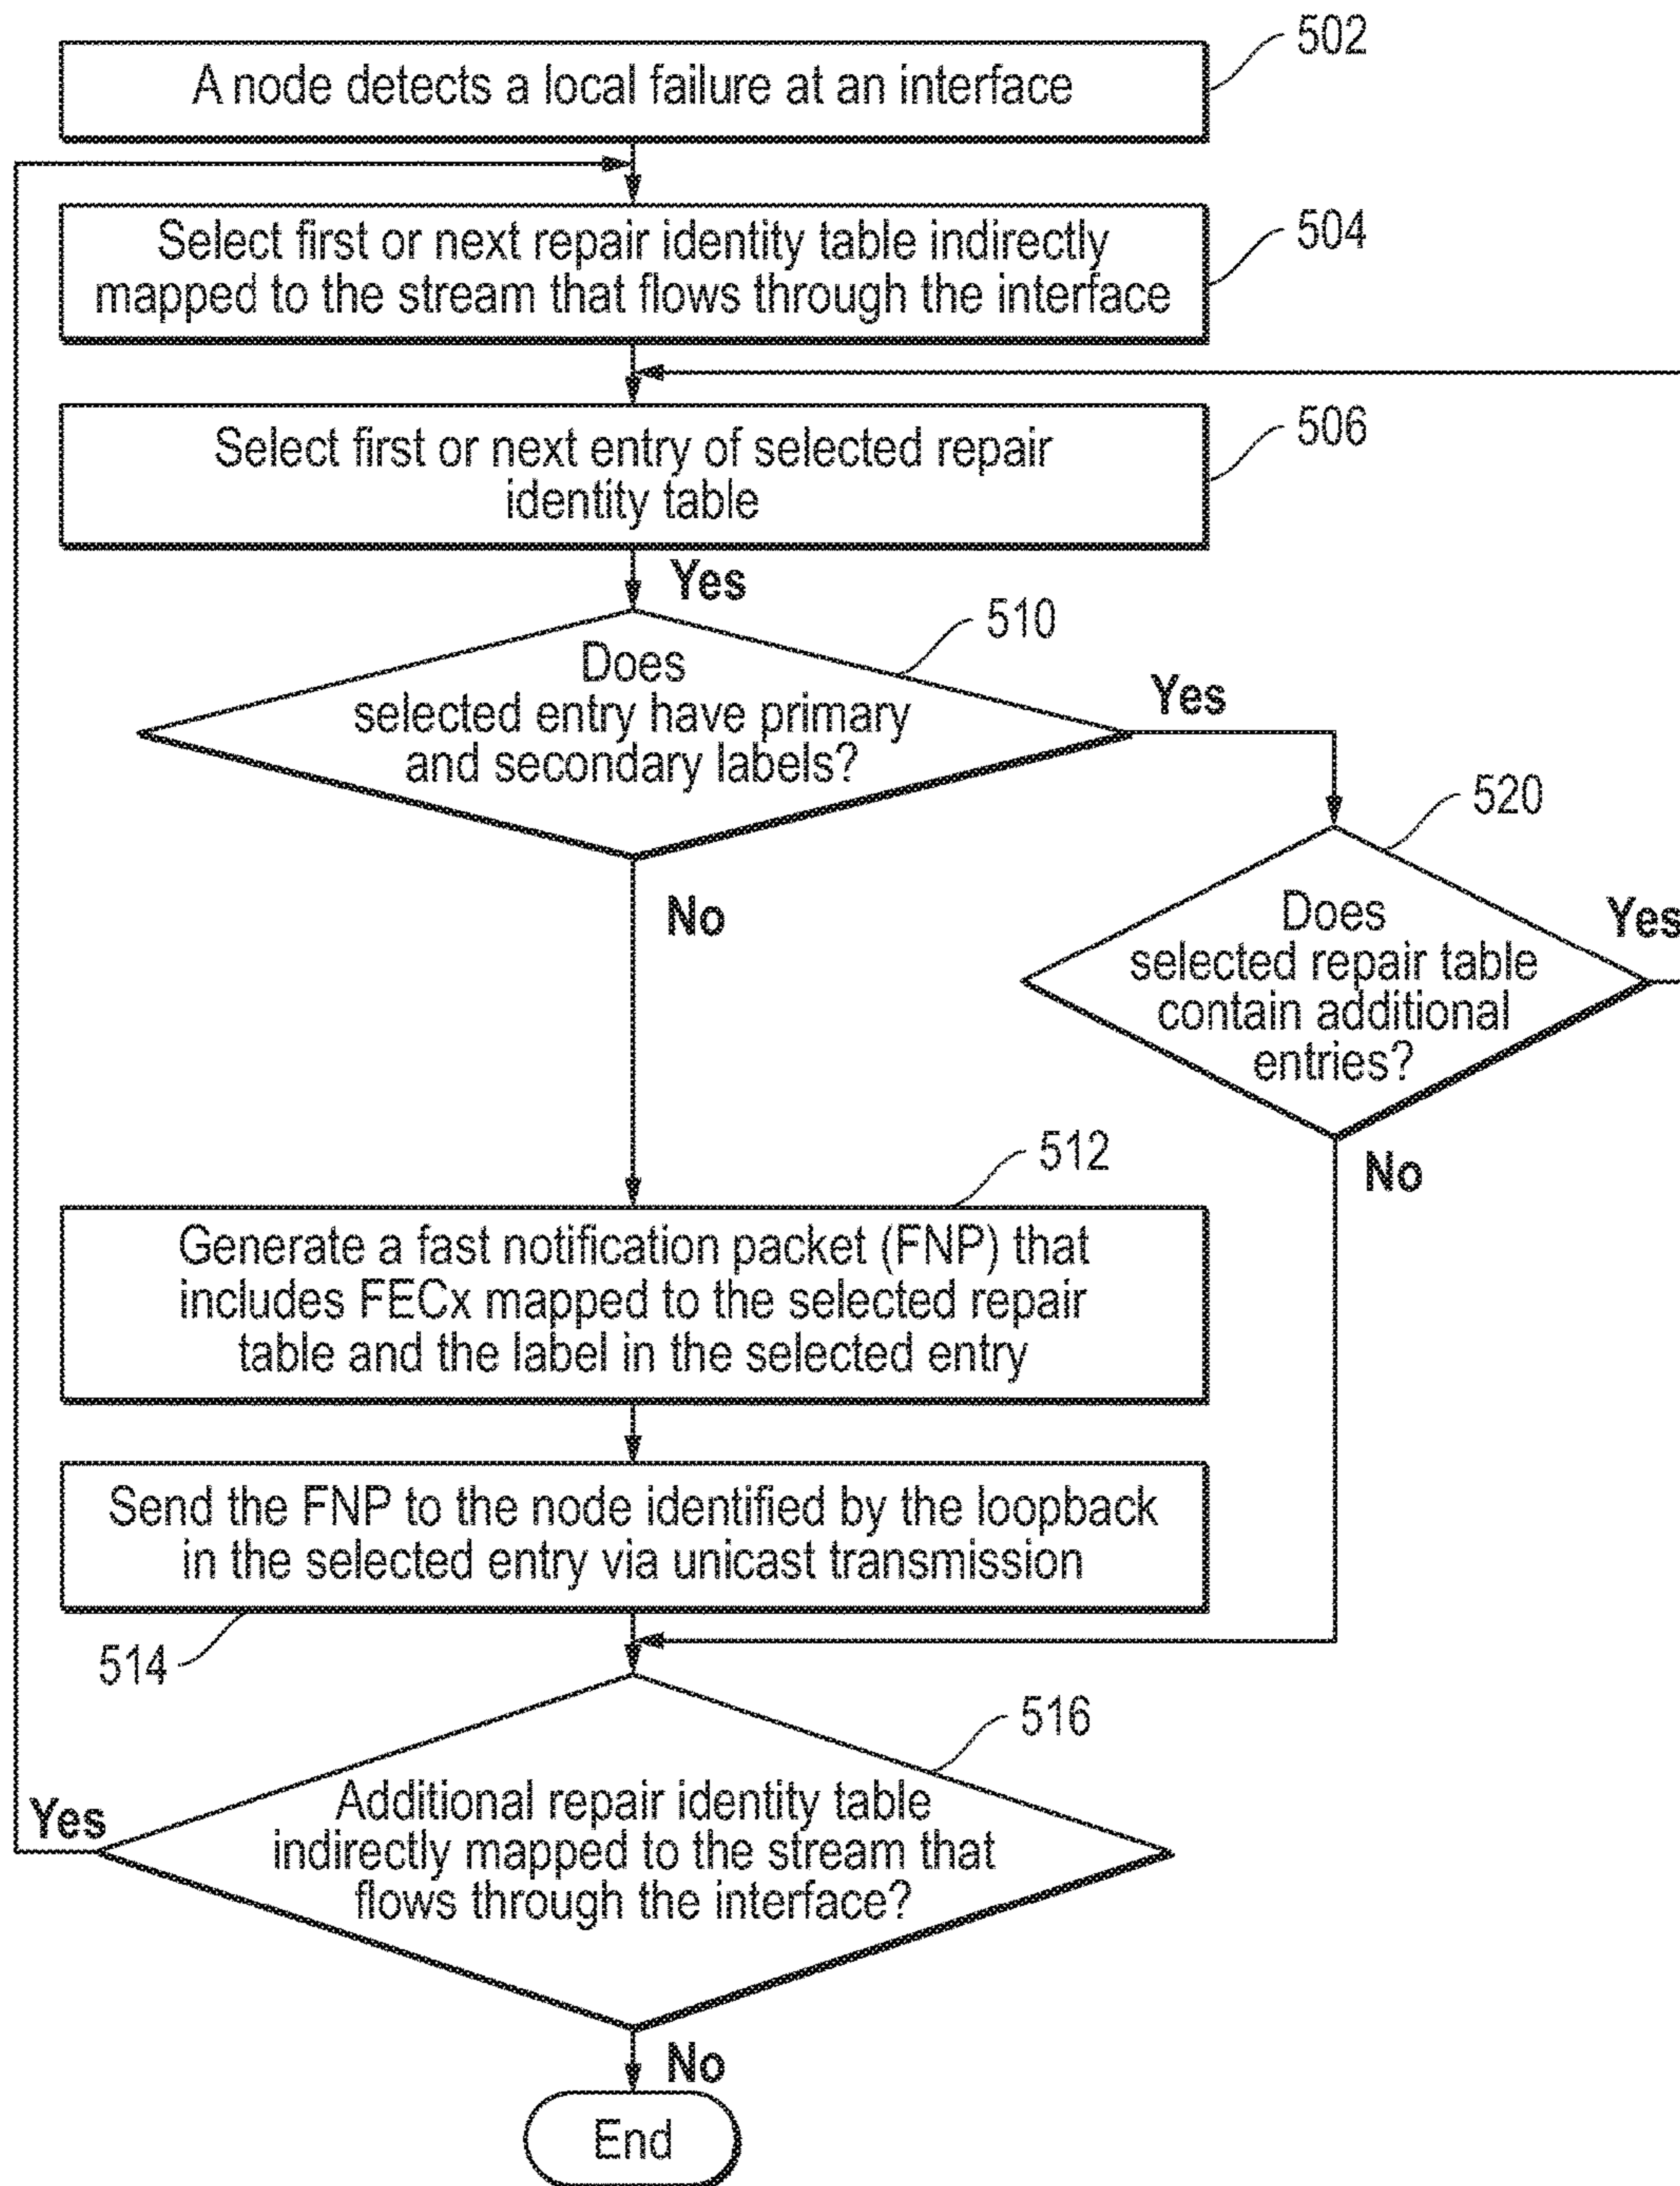 502
A node detects a local failure at an interface
504
Select first or next repair identity table indirectly
mapped to the stream that flows through the interface
506
Select first or next entry of selected repair
identity table
Yes
510
Does
selected entry have primary
and secondary labels?
Yes
520
No
Does
selected repair table
contain additional
entries?
Yes
512
No
Generate a fast notification packet (FNP) that
includes FECx mapped to the selected repair
table and the label in the selected entry
Send the FNP to the node identified by the loopback
in the selected entry via unicast transmission
514
516
Additional repair identity table
indirectly mapped to the stream that
flows through the interface?
Yes
No
End